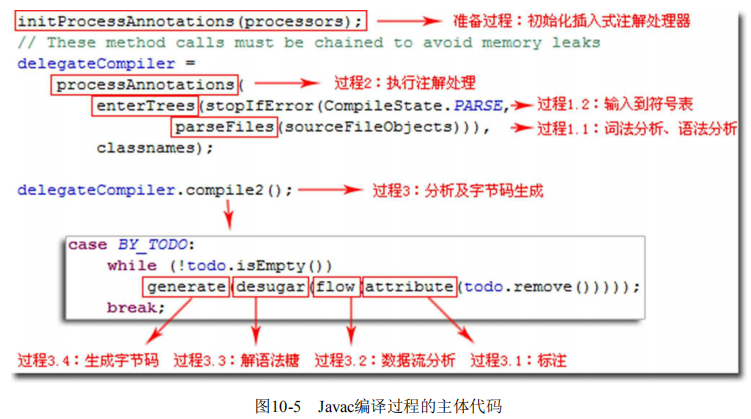 initProcessAnnotations(processors); 准备过程：初始化插入式注解处理器
// These method calls must be chained to avoid memory leaks
delegateCompiler =
processAnnotations( 过程2：执行注解处理
enterTrees(stopIfError(CompileState.PARSE, 过程1.2：输入到符号表
parseFiles(sourceFileObjects))), 过程1.1：词法分析、语法分析
classnames);
delegateCompiler.compile2(); 过程3：分析及字节码生成
case BY_TODO:
while (!todo.isEmpty())
generate(desugar(flow(attribute(todo.remove()))));
break;
过程3.4：生成字节码 过程3.3：解语法糖 过程3.2：数据流分析 过程3.1：标注
图10-5 Javac编译过程的主体代码